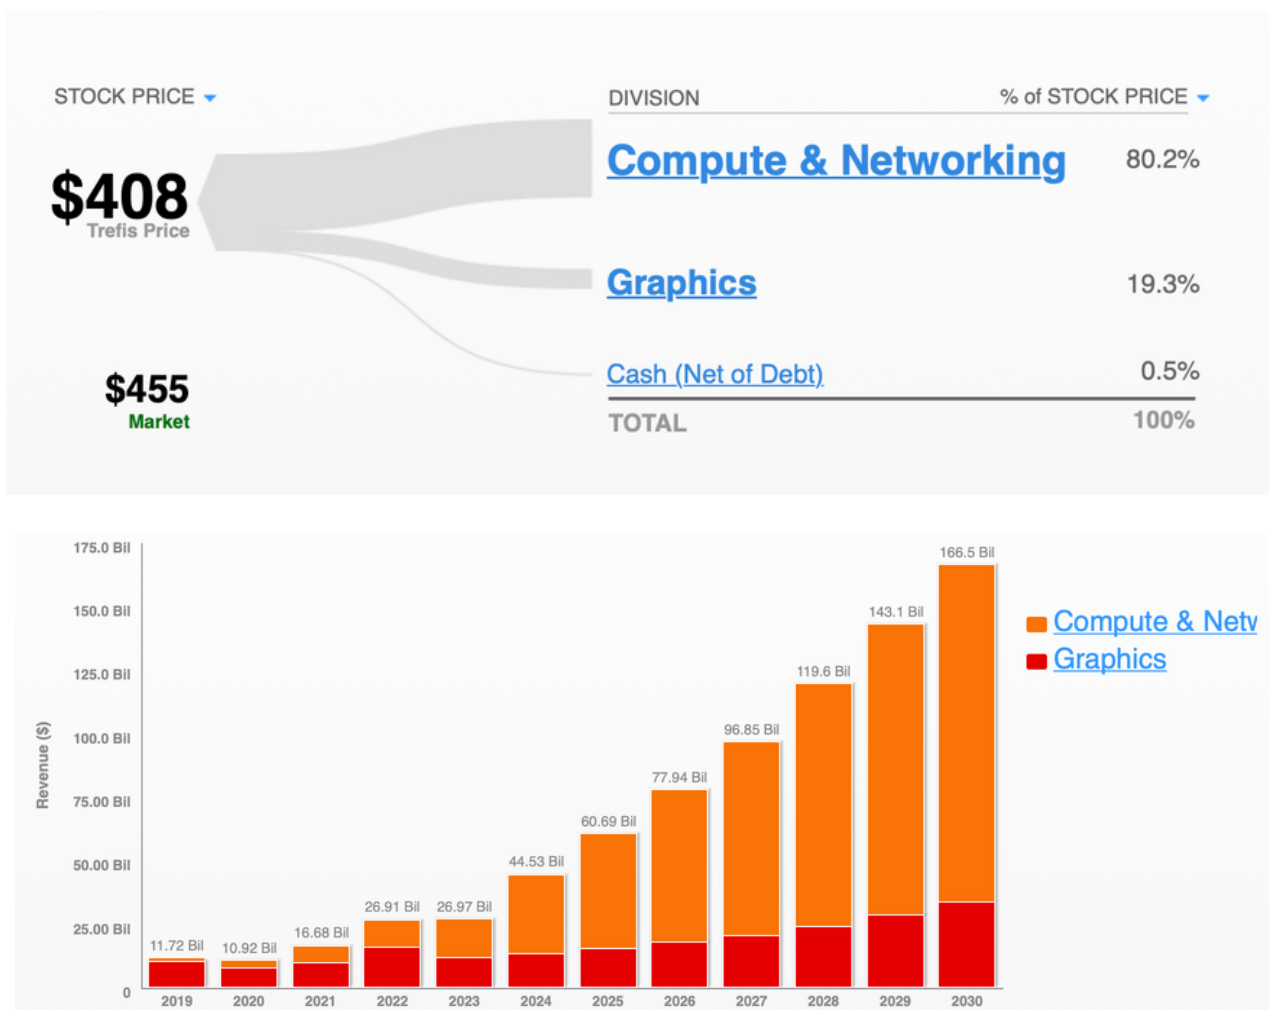 STOCK PRICE
DIVISION
% of STOCK PRICE
$408
Trefis Price
Compute & Networking
80.2%
Graphics
19.3%
$455
Market
Cash (Net of Debt)
0.5%
TOTAL
100%
175.0 Bil
150.0 Bil
125.0 Bil
100.0 Bil
75.00 Bil
50.00 Bil
25.00 Bil
0
Revenue ($)
11.72 Bil
10.92 Bil
16.68 Bil
26.91 Bil
26.97 Bil
44.53 Bil
60.69 Bil
77.94 Bil
96.85 Bil
119.6 Bil
143.1 Bil
166.5 Bil
2019
2020
2021
2022
2023
2024
2025
2026
2027
2028
2029
2030
Compute & Netw
Graphics